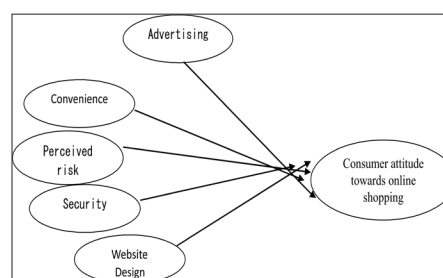 Advertising
Convenience
Perceived
risk
Security
Website
Design
Consumer attitude
towards online
shopping